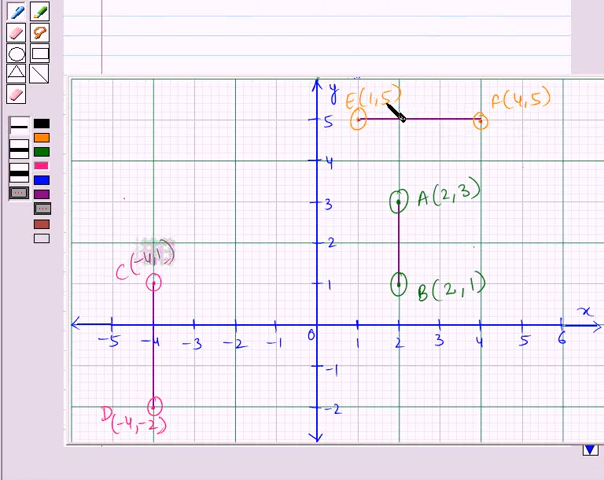 y
E(1,5)
F(4,5)
5
4
3
A(2,3)
2
C(-4,1)
1
B(2,1)
x
-5 -4 -3 -2 -1 0 1 2 3 4 5 6
-1
-2
D(-4,-2)